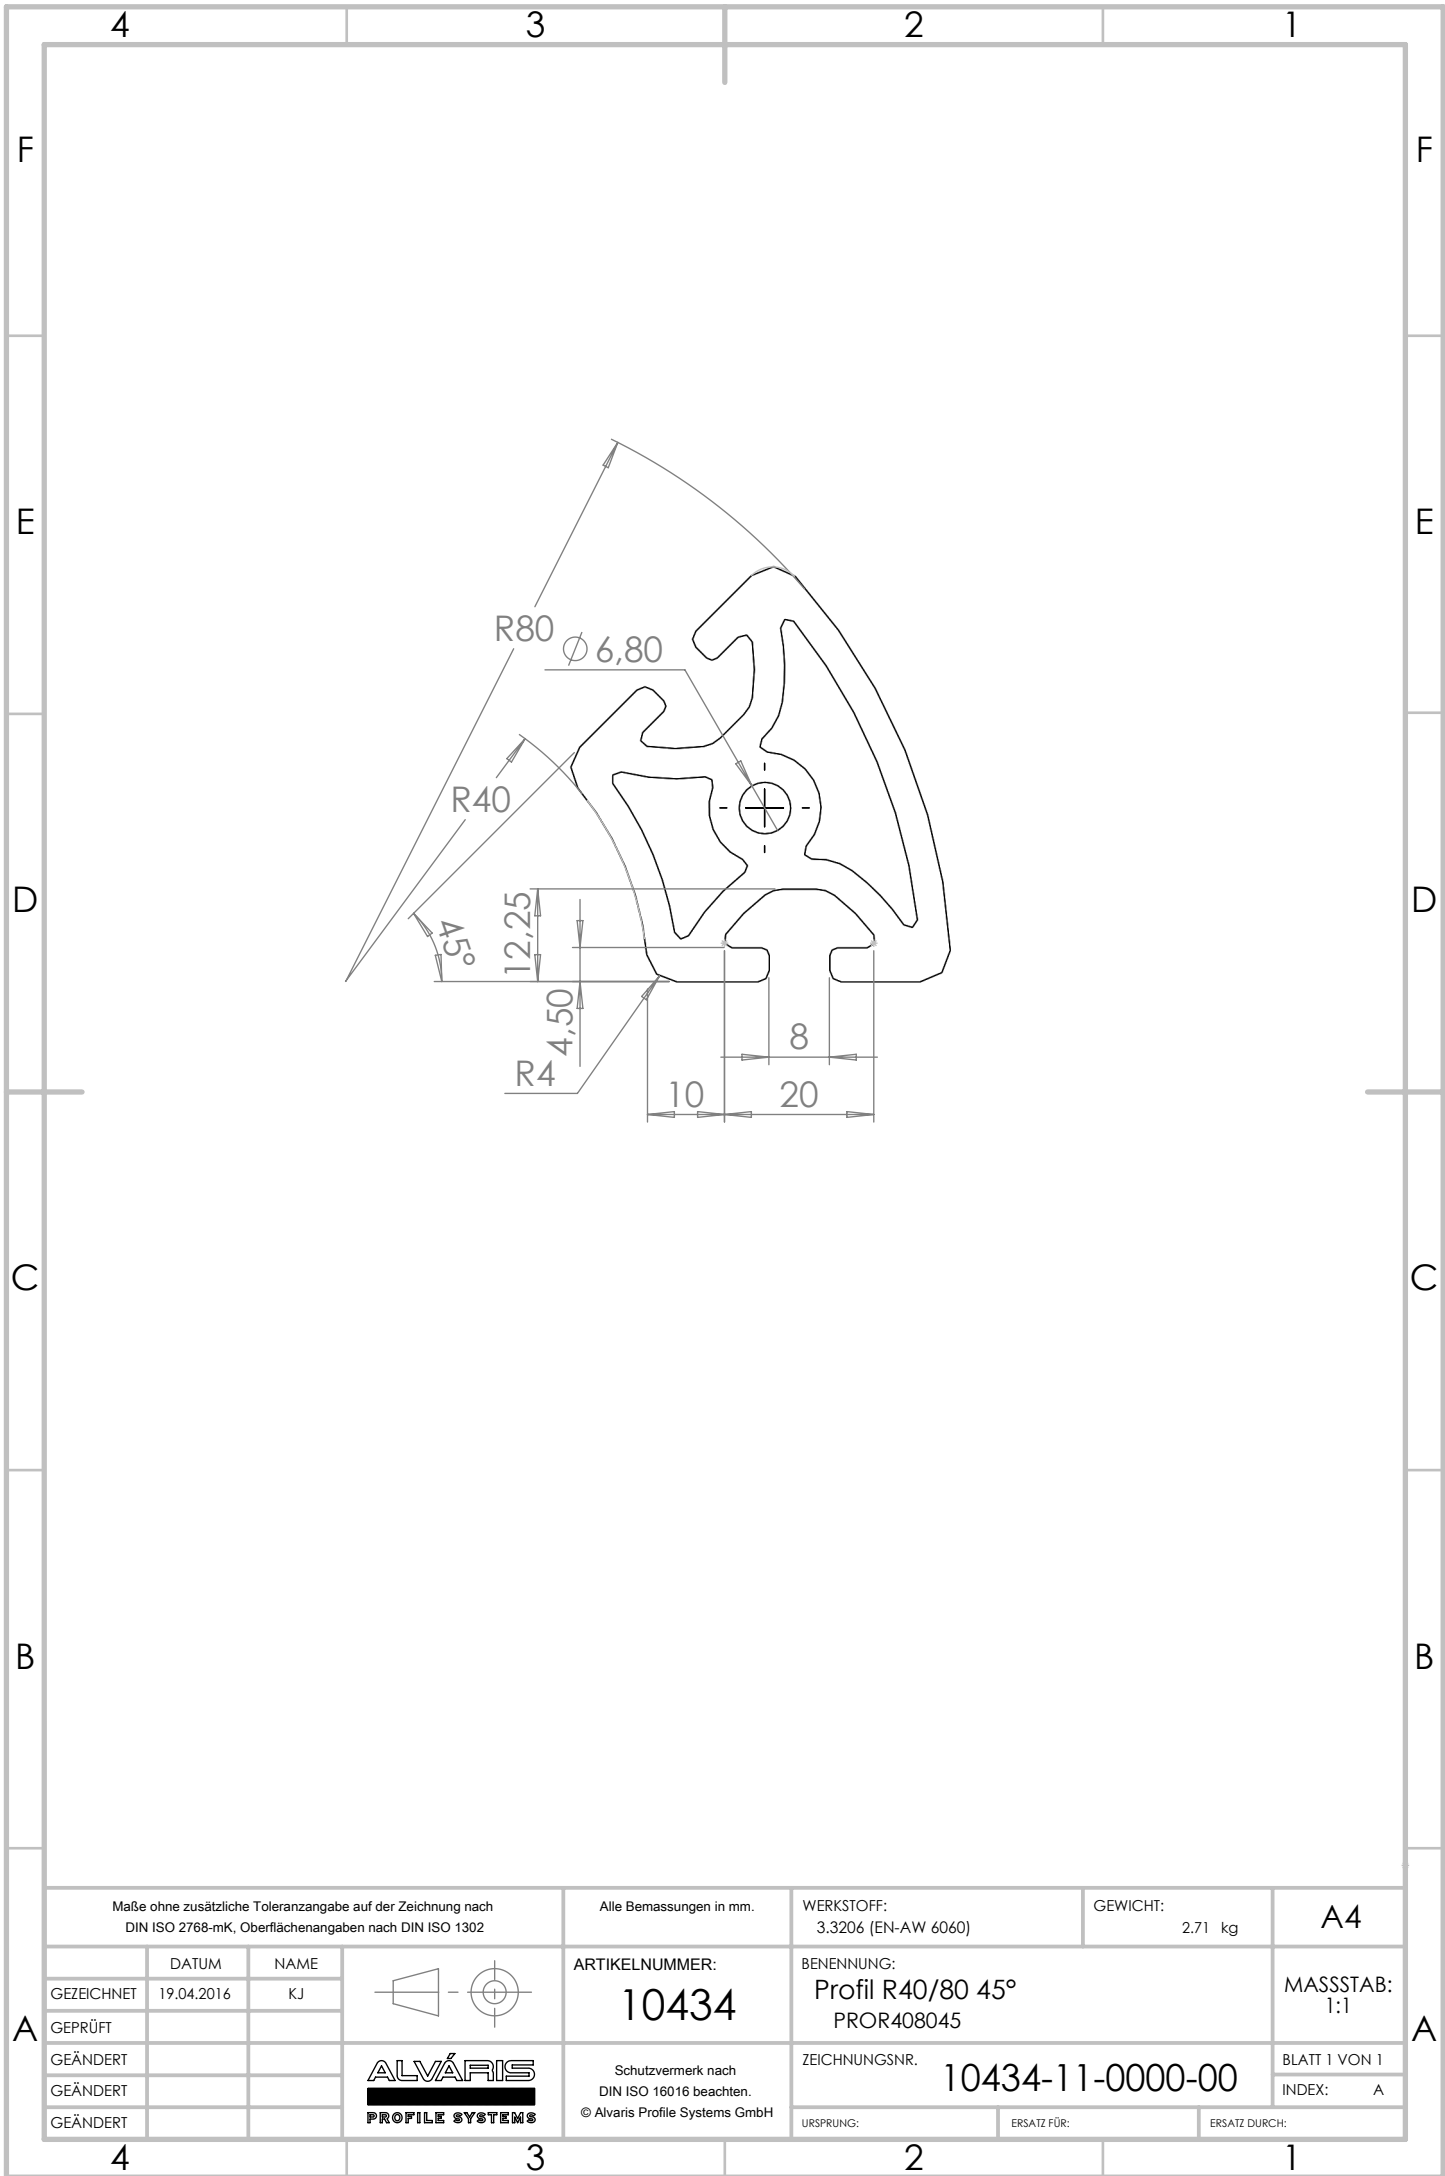 4 3 2 1
F F
E E
R80
⌀ 6,80
R40
D D
45°
12,25
4,50
R4
8
10 20
C C
B B
Maße ohne zusätzliche Toleranzangabe auf der Zeichnung nach
DIN ISO 2768-mK, Oberflächenangaben nach DIN ISO 1302
Alle Bemassungen in mm.
WERKSTOFF:
3.3206 (EN-AW 6060)
GEWICHT:
2.71 kg
A4
DATUM NAME
GEZEICHNET 19.04.2016 KJ
GEPRÜFT
GEÄNDERT
GEÄNDERT
GEÄNDERT
ALVÁRIS
PROFILE SYSTEMS
ARTIKELNUMMER:
10434
Schutzvermerk nach
DIN ISO 16016 beachten.
© Alvaris Profile Systems GmbH
BENENNUNG:
Profil R40/80 45°
PROR408045
MASSSTAB:
1:1
ZEICHNUNGSNR. 10434-11-0000-00
BLATT 1 VON 1
INDEX: A
URSPRUNG: ERSATZ FÜR: ERSATZ DURCH:
A A
4 3 2 1